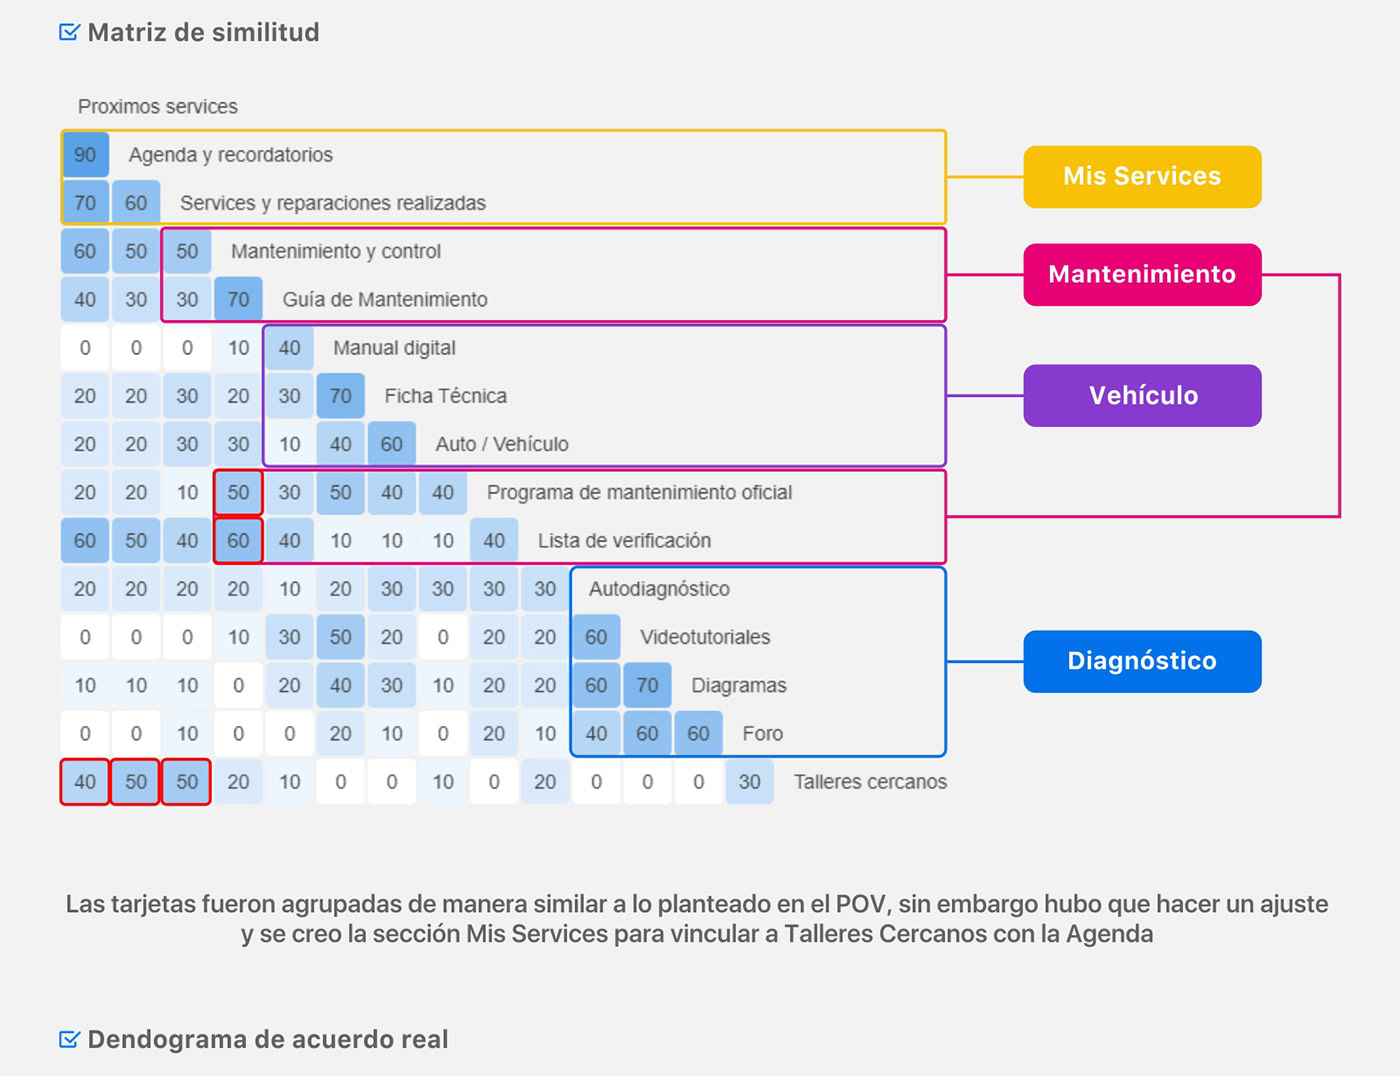 Matriz de similitud
Proximos services
90 Agenda y recordatorios
70 60 Services y reparaciones realizadas
Mis Services
60 50 50 Mantenimiento y control
Mantenimiento
40 30 30 70 Guía de Mantenimiento
0 0 0 10 40 Manual digital
20 20 30 20 30 70 Ficha Técnica
Vehículo
20 20 30 30 10 40 60 Auto / Vehículo
20 20 10 50 30 50 40 40 Programa de mantenimiento oficial
60 50 40 60 40 10 10 10 40 Lista de verificación
20 20 20 20 10 20 30 30 30 30 Autodiagnóstico
0 0 0 10 30 50 20 0 20 20 60 Videotutoriales
Diagnóstico
10 10 10 0 20 40 30 10 20 20 60 70 Diagramas
0 0 10 0 0 20 10 0 20 10 40 60 60 Foro
40 50 50 20 10 0 0 10 0 20 0 0 0 30 Talleres cercanos
Las tarjetas fueron agrupadas de manera similar a lo planteado en el POV, sin embargo hubo que hacer un ajuste
y se creo la sección Mis Services para vincular a Talleres Cercanos con la Agenda
Dendograma de acuerdo real